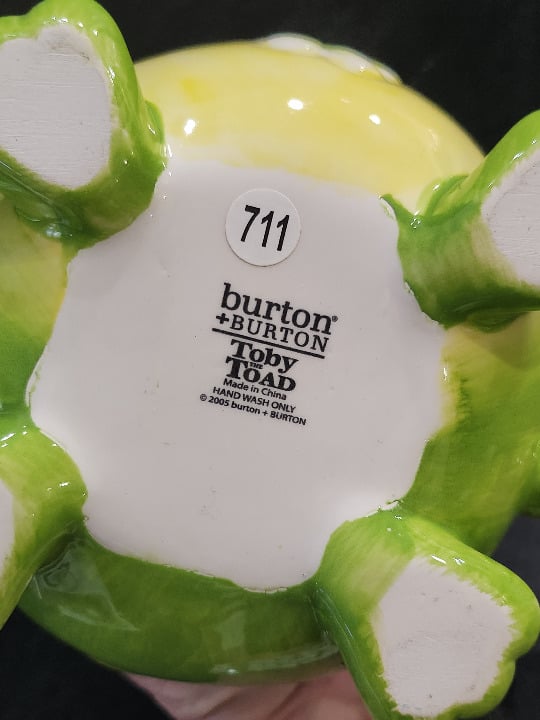 711
burton®
+BURTON
Toby
THE
TOAD
Made in China
HAND WASH ONLY
© 2005 burton + BURTON